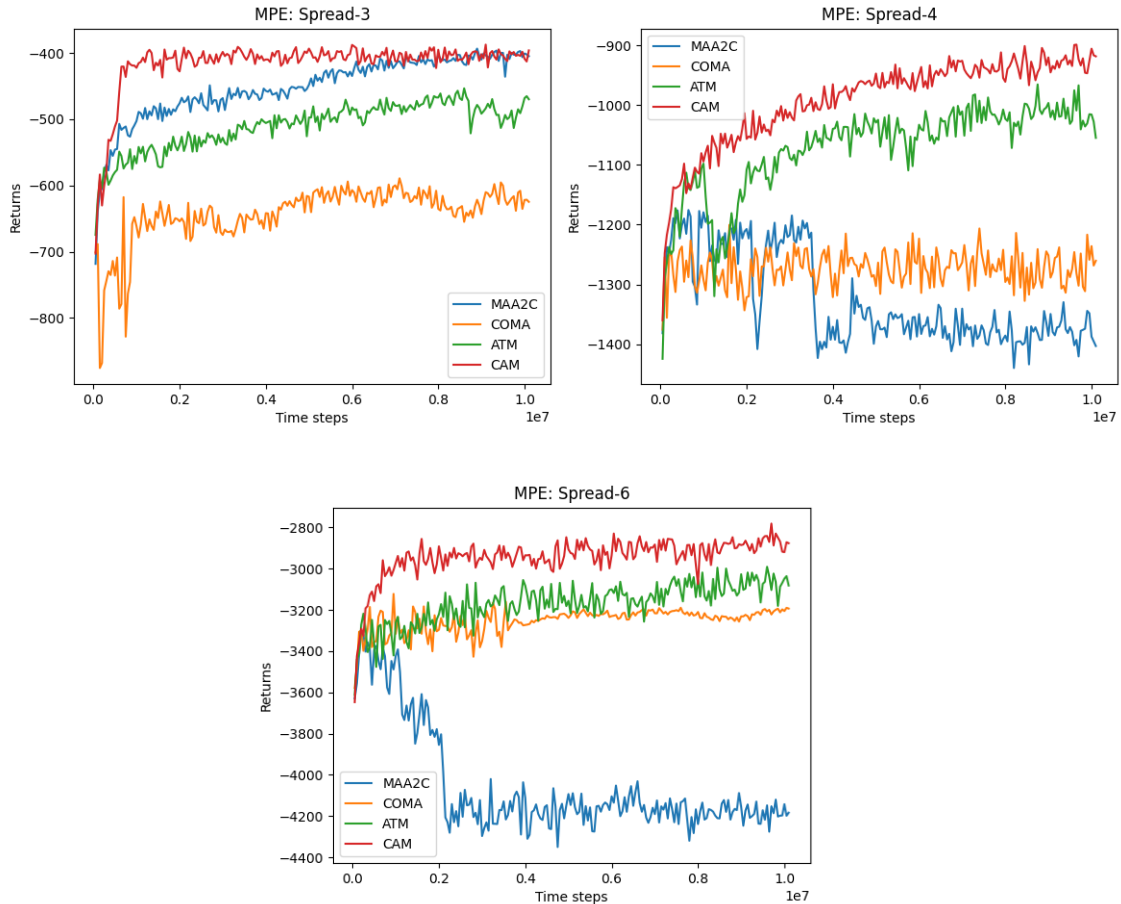 MPE: Spread-3
−400
−500
−600
−700
−800
Returns
MAA2C
COMA
ATM
CAM
0.0 0.2 0.4 0.6 0.8 1.0
1e7
Time steps
MPE: Spread-4
−900
−1000
−1100
−1200
−1300
−1400
Returns
MAA2C
COMA
ATM
CAM
0.0 0.2 0.4 0.6 0.8 1.0
1e7
Time steps
MPE: Spread-6
−2800
−3000
−3200
−3400
−3600
−3800
−4000
−4200
−4400
Returns
MAA2C
COMA
ATM
CAM
0.0 0.2 0.4 0.6 0.8 1.0
1e7
Time steps